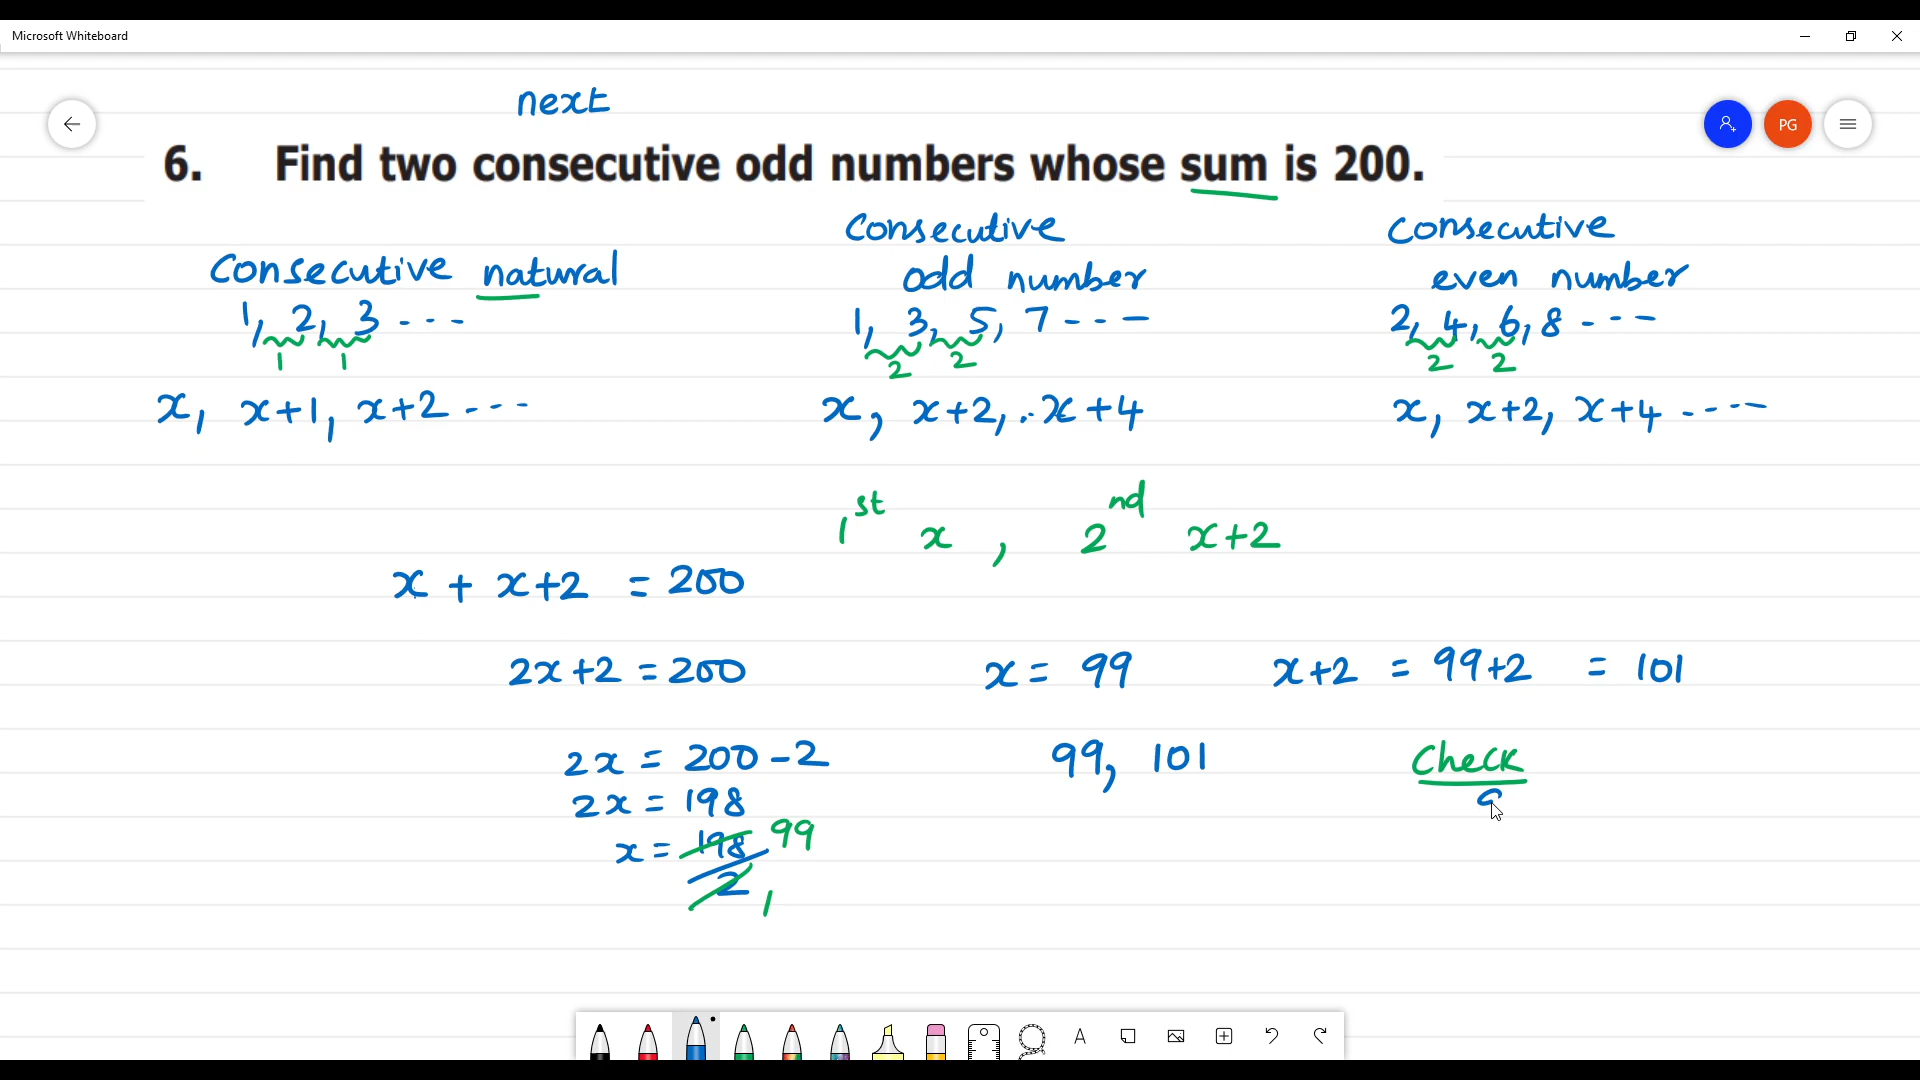 Microsoft Whiteboard
next
PG
6. Find two consecutive odd numbers whose sum is 200.
Consecutive natural
1, 2, 3 ---
1 1
x, x+1, x+2 ---
Consecutive
odd number
1, 3, 5, 7 ---
2 2
x, x+2, .. x+4
Consecutive
even number
2, 4, 6, 8 ---
2 2
x, x+2, x+4 ----
1st x , 2nd x+2
x + x+2 = 200
2x+2 = 200
2x = 200 - 2
2x = 198
x = 198 99
2 1
x = 99
x+2 = 99+2 = 101
99, 101
Check
A